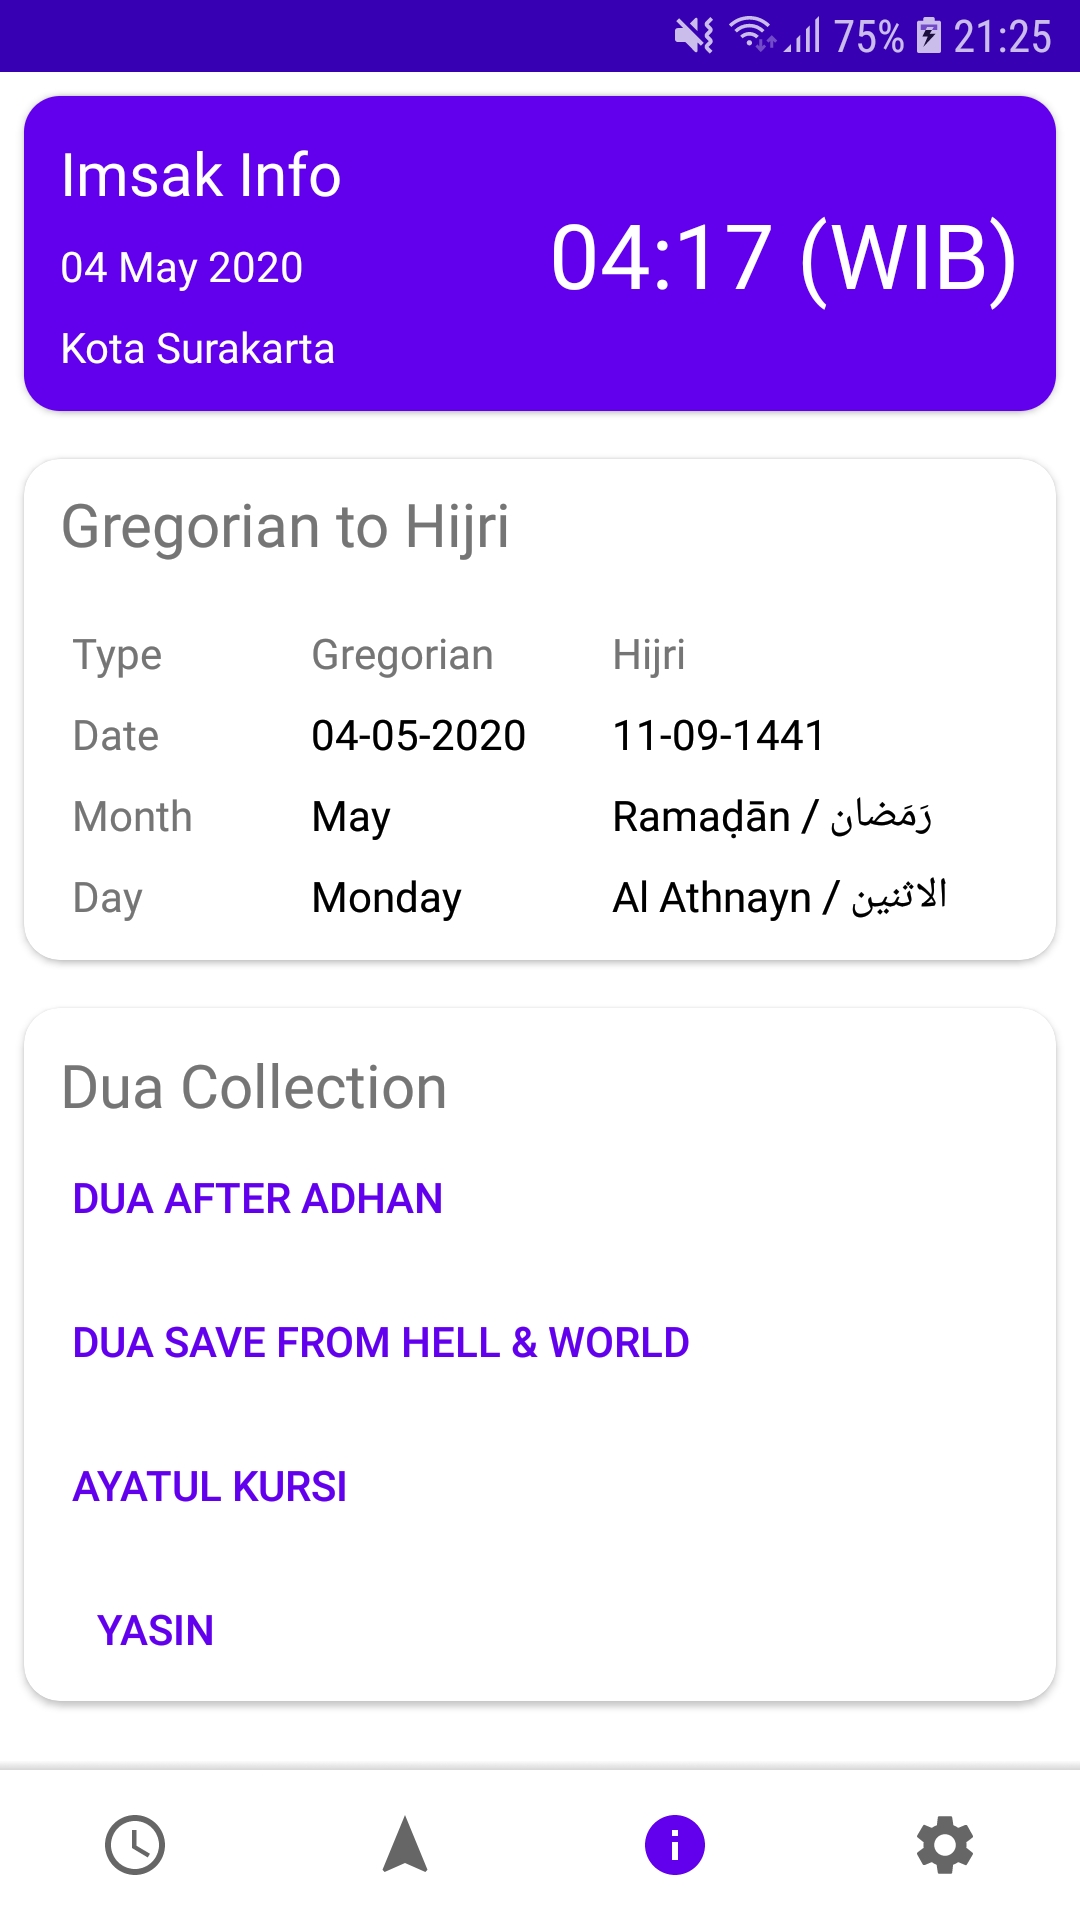 75% 21:25
Imsak Info
04 May 2020
04:17 (WIB)
Kota Surakarta
Gregorian to Hijri
Type Gregorian Hijri
Date 04-05-2020 11-09-1441
Month May Ramaḍān / رَمَضان
Day Monday Al Athnayn / الاثنين
Dua Collection
DUA AFTER ADHAN
DUA SAVE FROM HELL & WORLD
AYATUL KURSI
YASIN